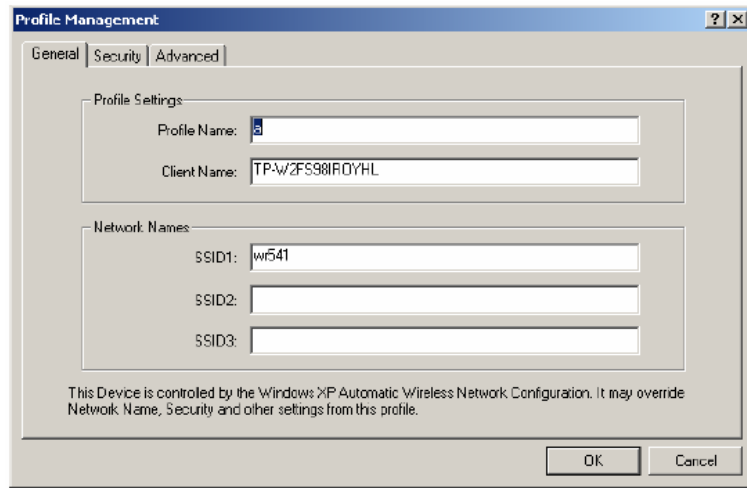 Profile Management
General Security Advanced
Profile Settings
Profile Name: a
Client Name: TP-W2FS98IROYHL
Network Names
SSID1: wr541
SSID2:
SSID3:
This Device is controled by the Windows XP Automatic Wireless Network Configuration. It may override
Network Name, Security and other settings from this profile.
OK Cancel